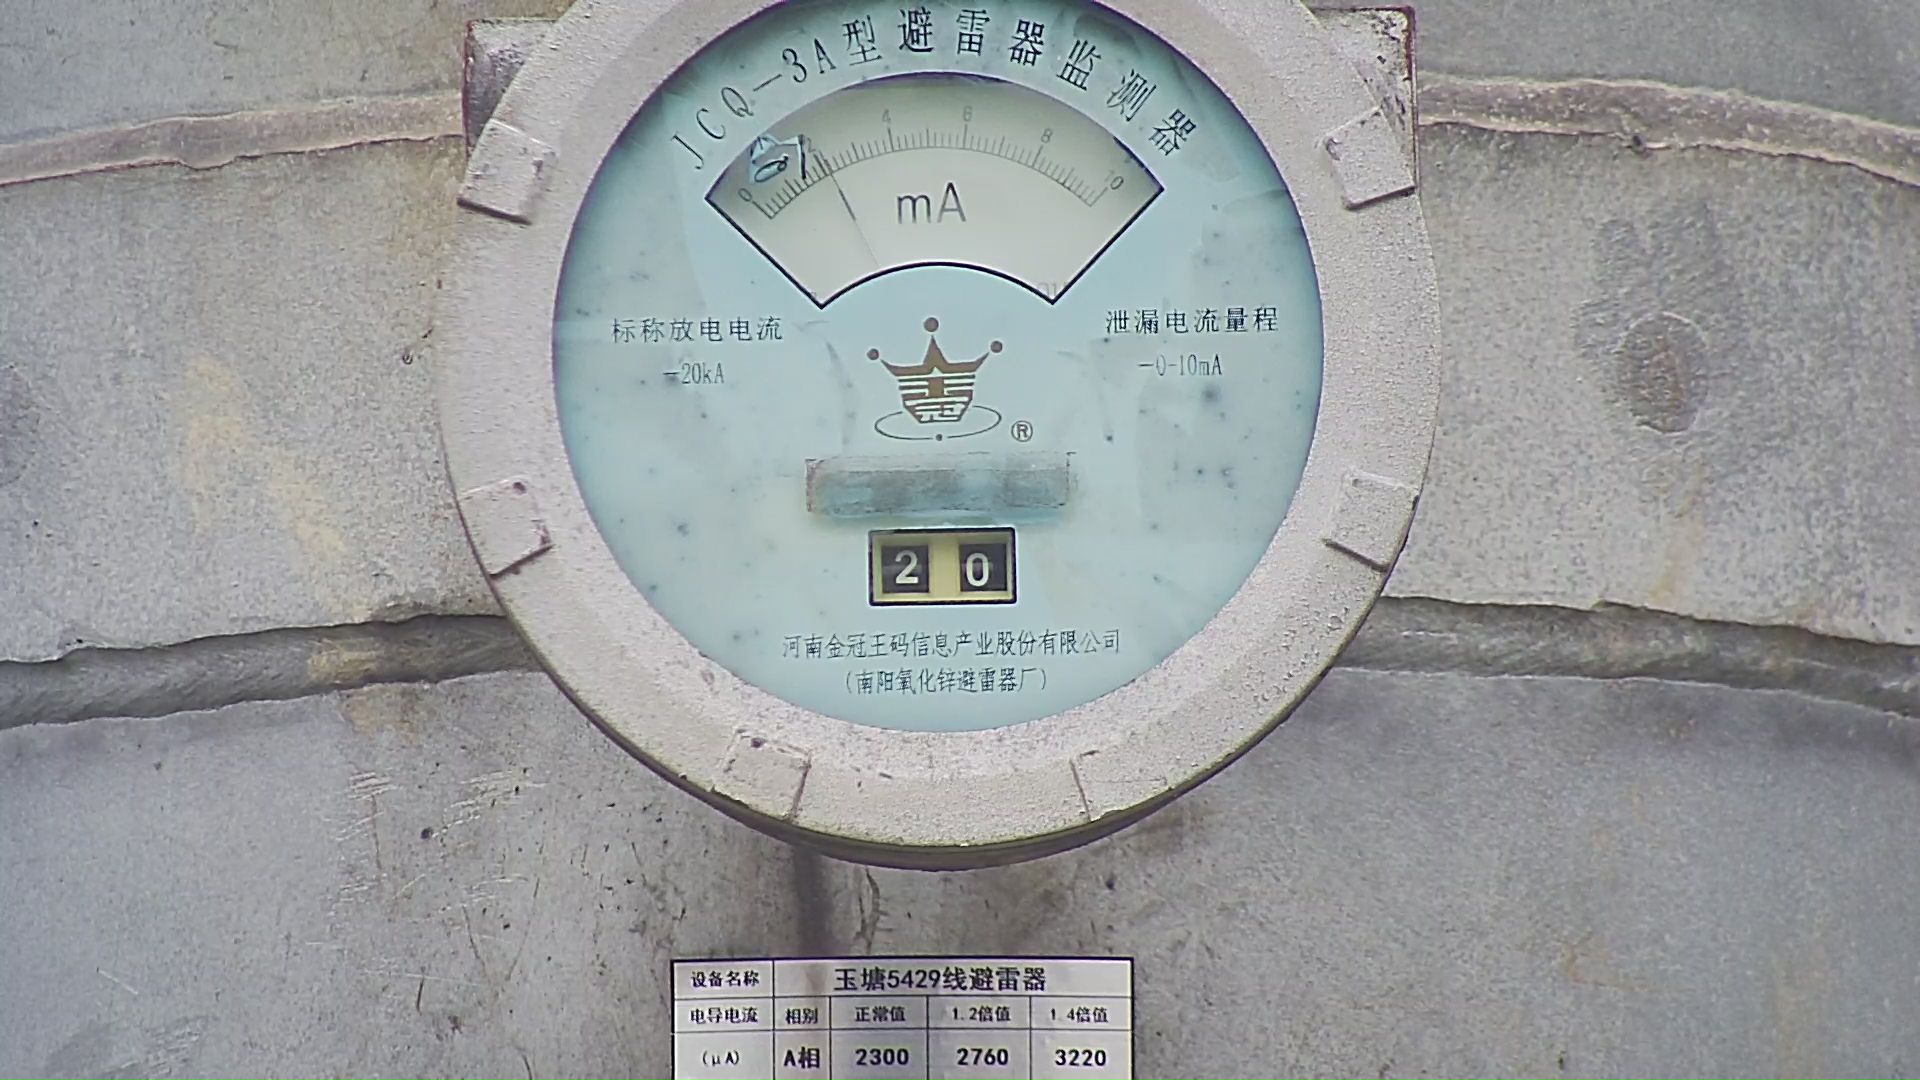 JCQ-3A型避雷器监测器
0 2 4 6 8 10
mA
标称放电电流
-20kA
泄漏电流量程
-0-10mA
王冠
®
2 0
河南金冠王码信息产业股份有限公司
(南阳氧化锌避雷器厂)
设备名称 玉塘5429线避雷器
电导电流 相别 正常值 1.2倍值 1.4倍值
(μA) A相 2300 2760 3220